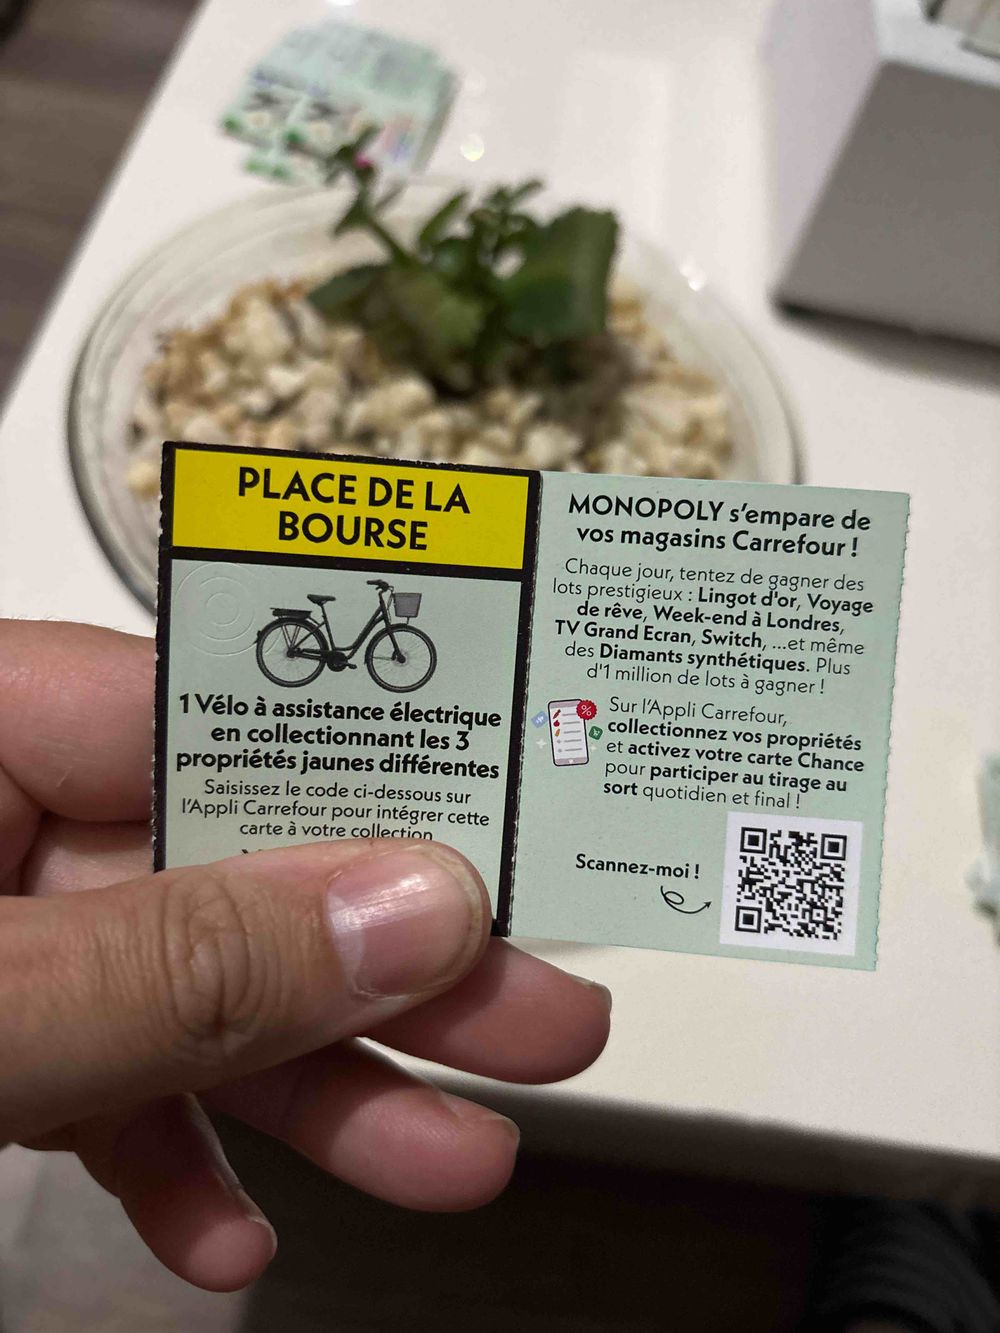 PLACE DE LA
BOURSE
1 Vélo à assistance électrique
en collectionnant les 3
propriétés jaunes différentes
Saisissez le code ci-dessous sur
l'Appli Carrefour pour intégrer cette
carte à votre collection
MONOPOLY s'empare de
vos magasins Carrefour !
Chaque jour, tentez de gagner des
lots prestigieux : Lingot d'or, Voyage
de rêve, Week-end à Londres,
TV Grand Ecran, Switch, ...et même
des Diamants synthétiques. Plus
d'1 million de lots à gagner !
%
Sur l'Appli Carrefour,
collectionnez vos propriétés
et activez votre carte Chance
pour participer au tirage au
sort quotidien et final !
Scannez-moi !